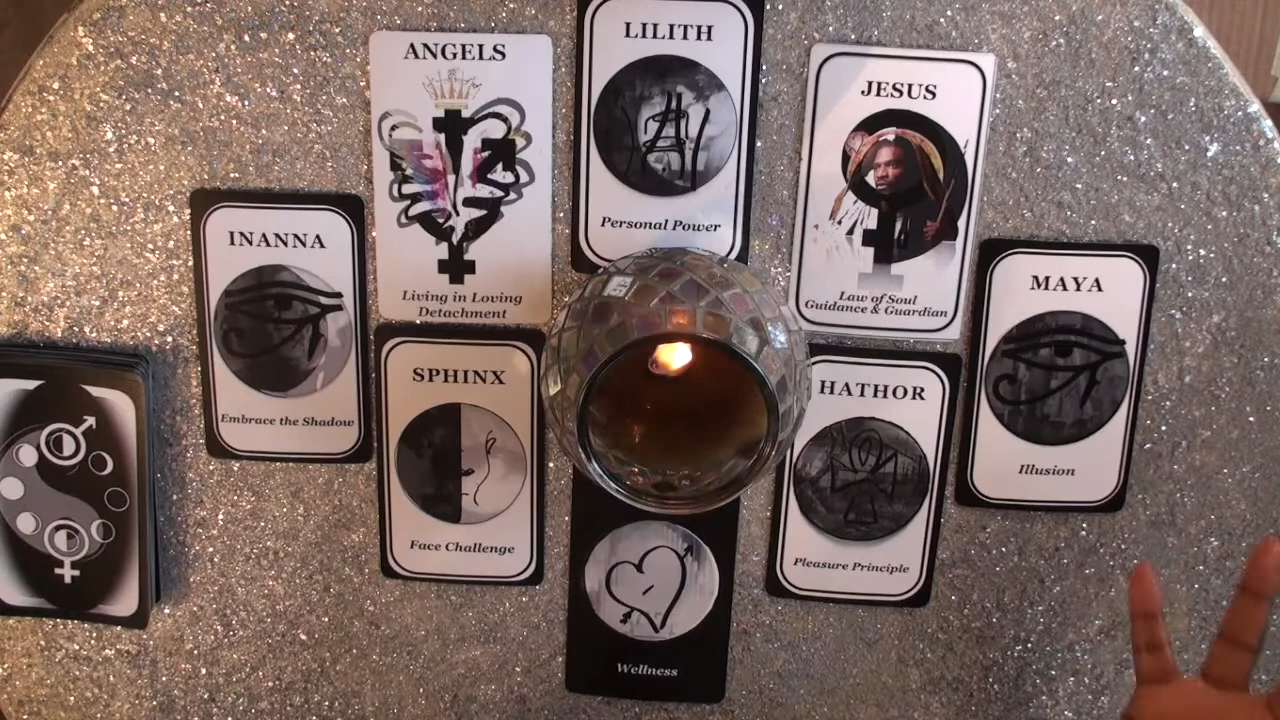 ANGELS
Living in Loving
Detachment
LILITH
Personal Power
JESUS
Law of Soul
Guidance & Guardian
INANNA
Embrace the Shadow
MAYA
Illusion
SPHINX
Face Challenge
HATHOR
Pleasure Principle
Wellness